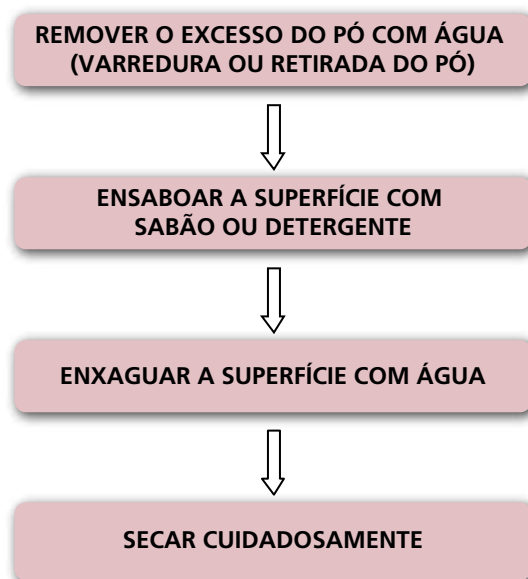 REMOVER O EXCESSO DO PÓ COM ÁGUA
(VARREDURA OU RETIRADA DO PÓ)
ENSABOAR A SUPERFÍCIE COM
SABÃO OU DETERGENTE
ENXAGUAR A SUPERFÍCIE COM ÁGUA
SECAR CUIDADOSAMENTE